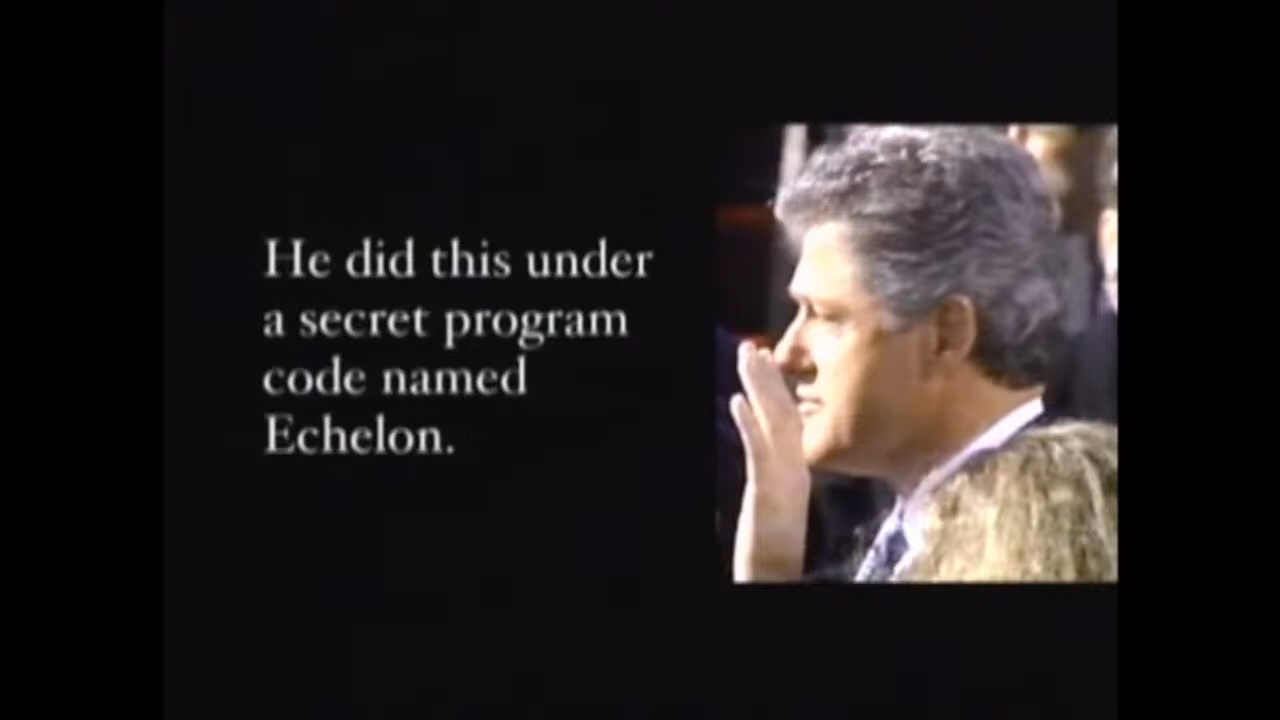 He did this under
a secret program
code named
Echelon.